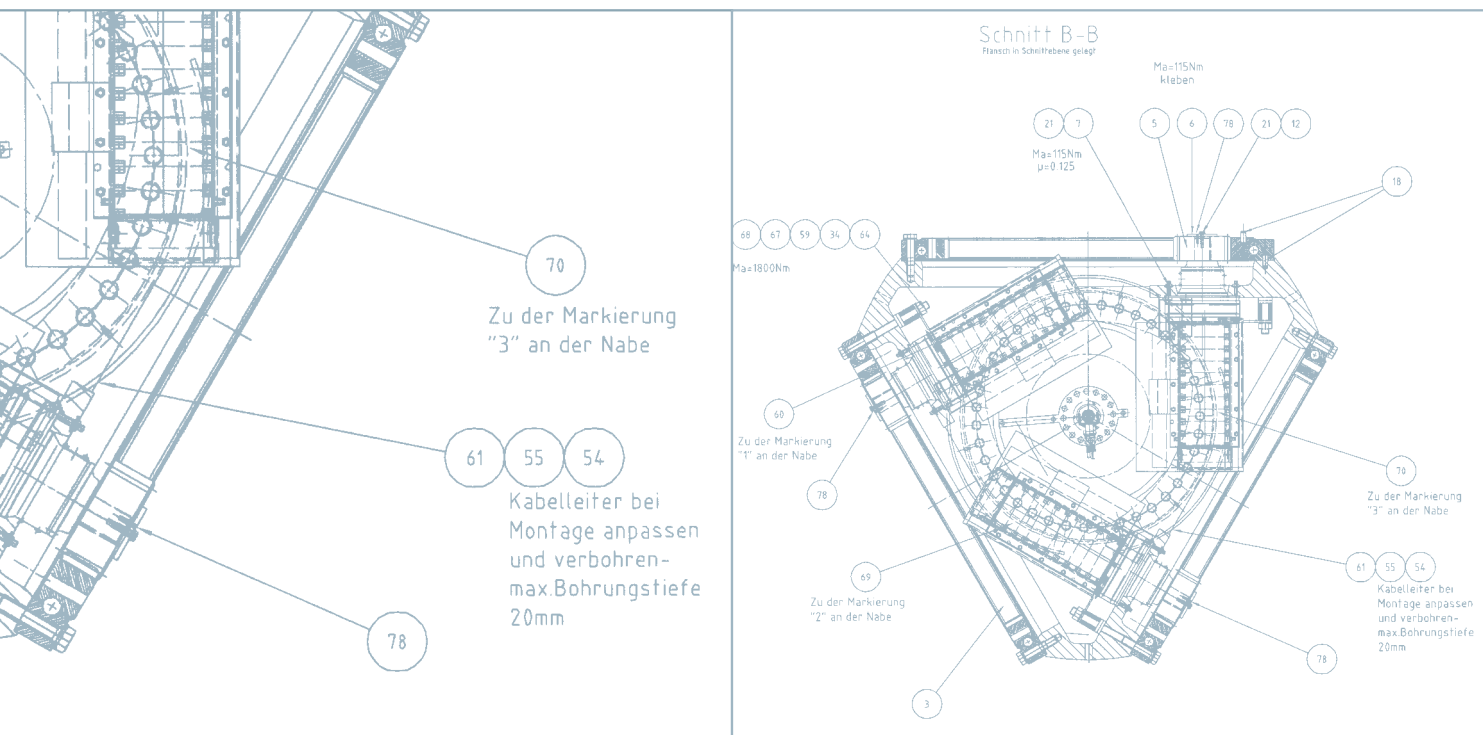 70
Zu der Markierung
"3" an der Nabe
61 55 54
Kabelleiter bei
Montage anpassen
und verbohren-
max.Bohrungstiefe
20mm
78
Schnitt B-B
Flansch in Schnittebene gelegt
Ma=115Nm
kleben
21 7 5 6 78 21 12
Ma=115Nm
μ=0.125
18
68 67 59 34 64
Ma=1800Nm
60
Zu der Markierung
"1" an der Nabe
78
70
Zu der Markierung
"3" an der Nabe
69
Zu der Markierung
"2" an der Nabe
61 55 54
Kabelleiter bei
Montage anpassen
und verbohren-
max.Bohrungstiefe
20mm
78
3